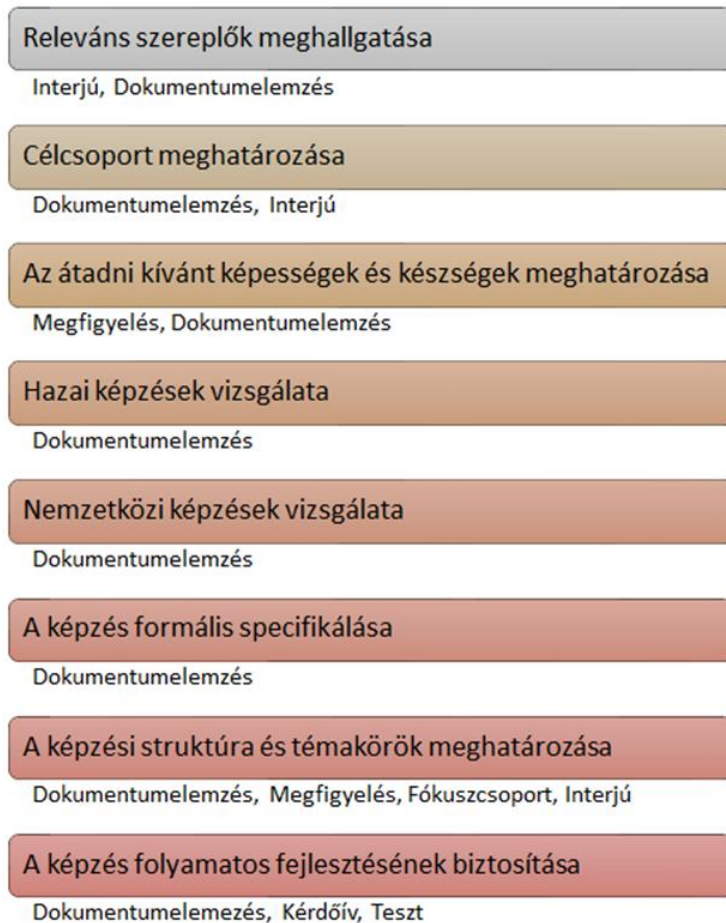 Releváns szereplők meghallgatása
Interjú, Dokumentumelemzés
Célcsoport meghatározása
Dokumentumelemzés, Interjú
Az átadni kívánt képességek és készségek meghatározása
Megfigyelés, Dokumentumelemzés
Hazai képzések vizsgálata
Dokumentumelemzés
Nemzetközi képzések vizsgálata
Dokumentumelemzés
A képzés formális specifikálása
Dokumentumelemzés
A képzési struktúra és témakörök meghatározása
Dokumentumelemzés, Megfigyelés, Fókuszcsoport, Interjú
A képzés folyamatos fejlesztésének biztosítása
Dokumentumelemezés, Kérdőív, Teszt